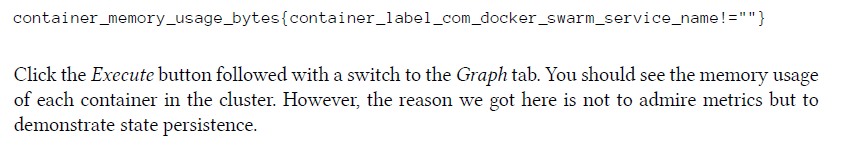 container_memory_usage_bytes{container_label_com_docker_swarm_service_name!=""}
Click the Execute button followed with a switch to the Graph tab. You should see the memory usage
of each container in the cluster. However, the reason we got here is not to admire metrics but to
demonstrate state persistence.